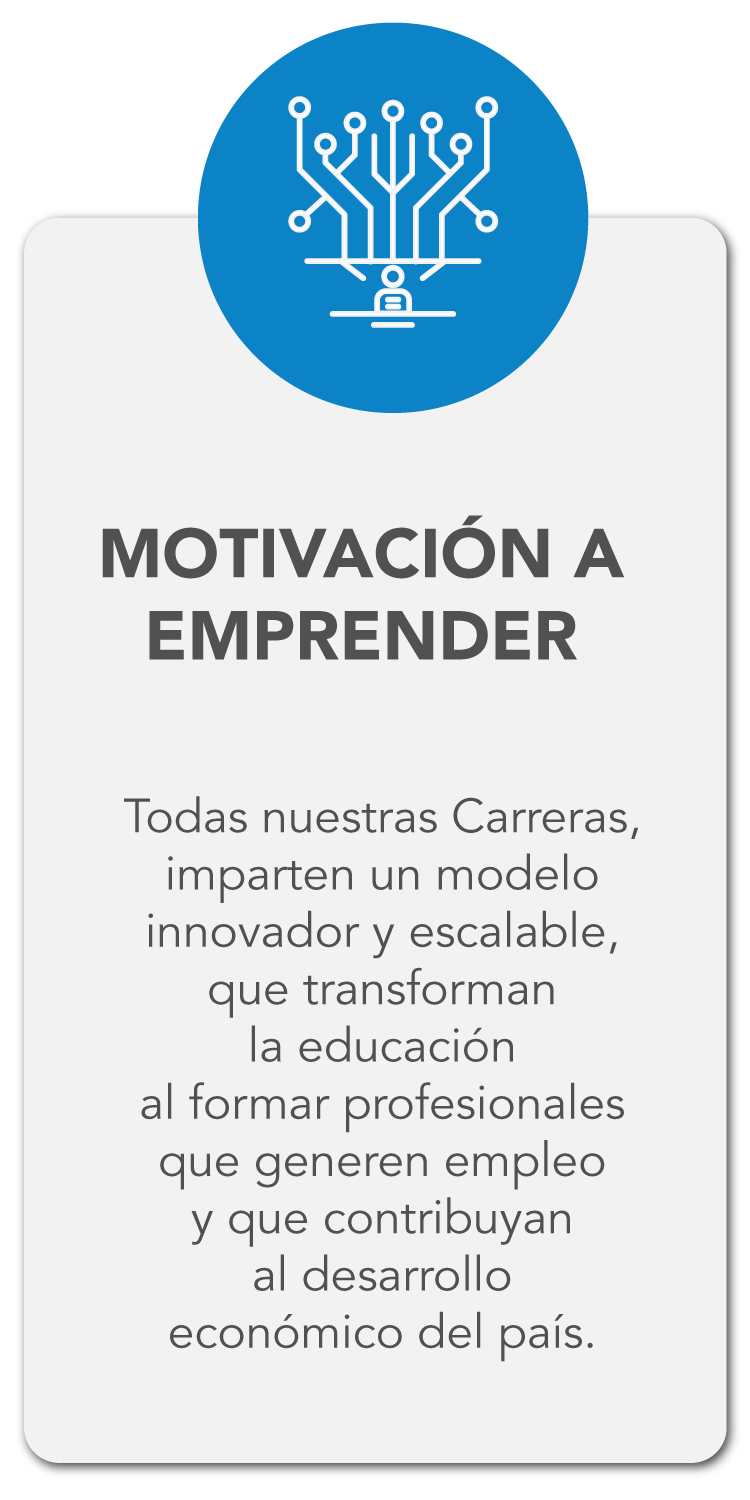 MOTIVACIÓN A
EMPRENDER
Todas nuestras Carreras,
imparten un modelo
innovador y escalable,
que transforman
la educación
al formar profesionales
que generen empleo
y que contribuyan
al desarrollo
económico del país.